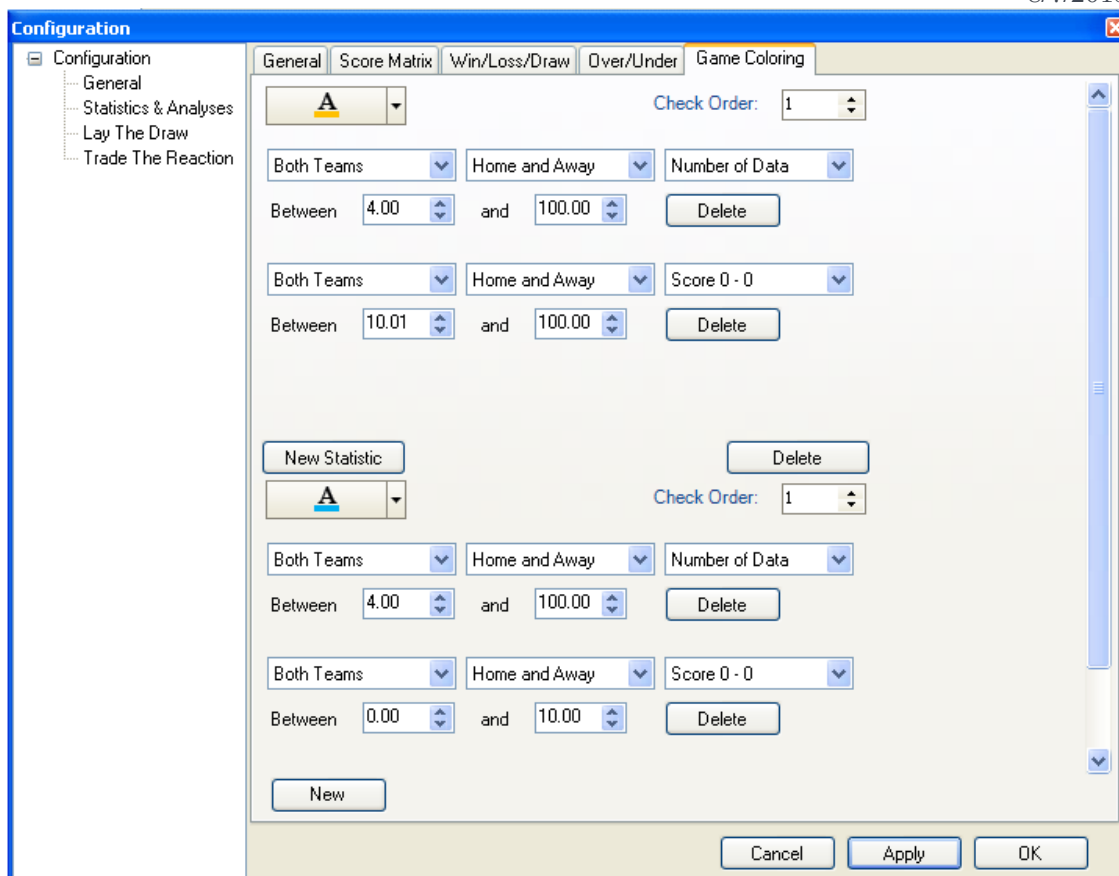 Configuration
Configuration
General
Statistics & Analyses
Lay The Draw
Trade The Reaction
General Score Matrix Win/Loss/Draw Over/Under Game Coloring
A Check Order: 1
Both Teams Home and Away Number of Data
Between 4.00 and 100.00 Delete
Both Teams Home and Away Score 0 - 0
Between 10.01 and 100.00 Delete
New Statistic Delete
A Check Order: 1
Both Teams Home and Away Number of Data
Between 4.00 and 100.00 Delete
Both Teams Home and Away Score 0 - 0
Between 0.00 and 10.00 Delete
New
Cancel Apply OK